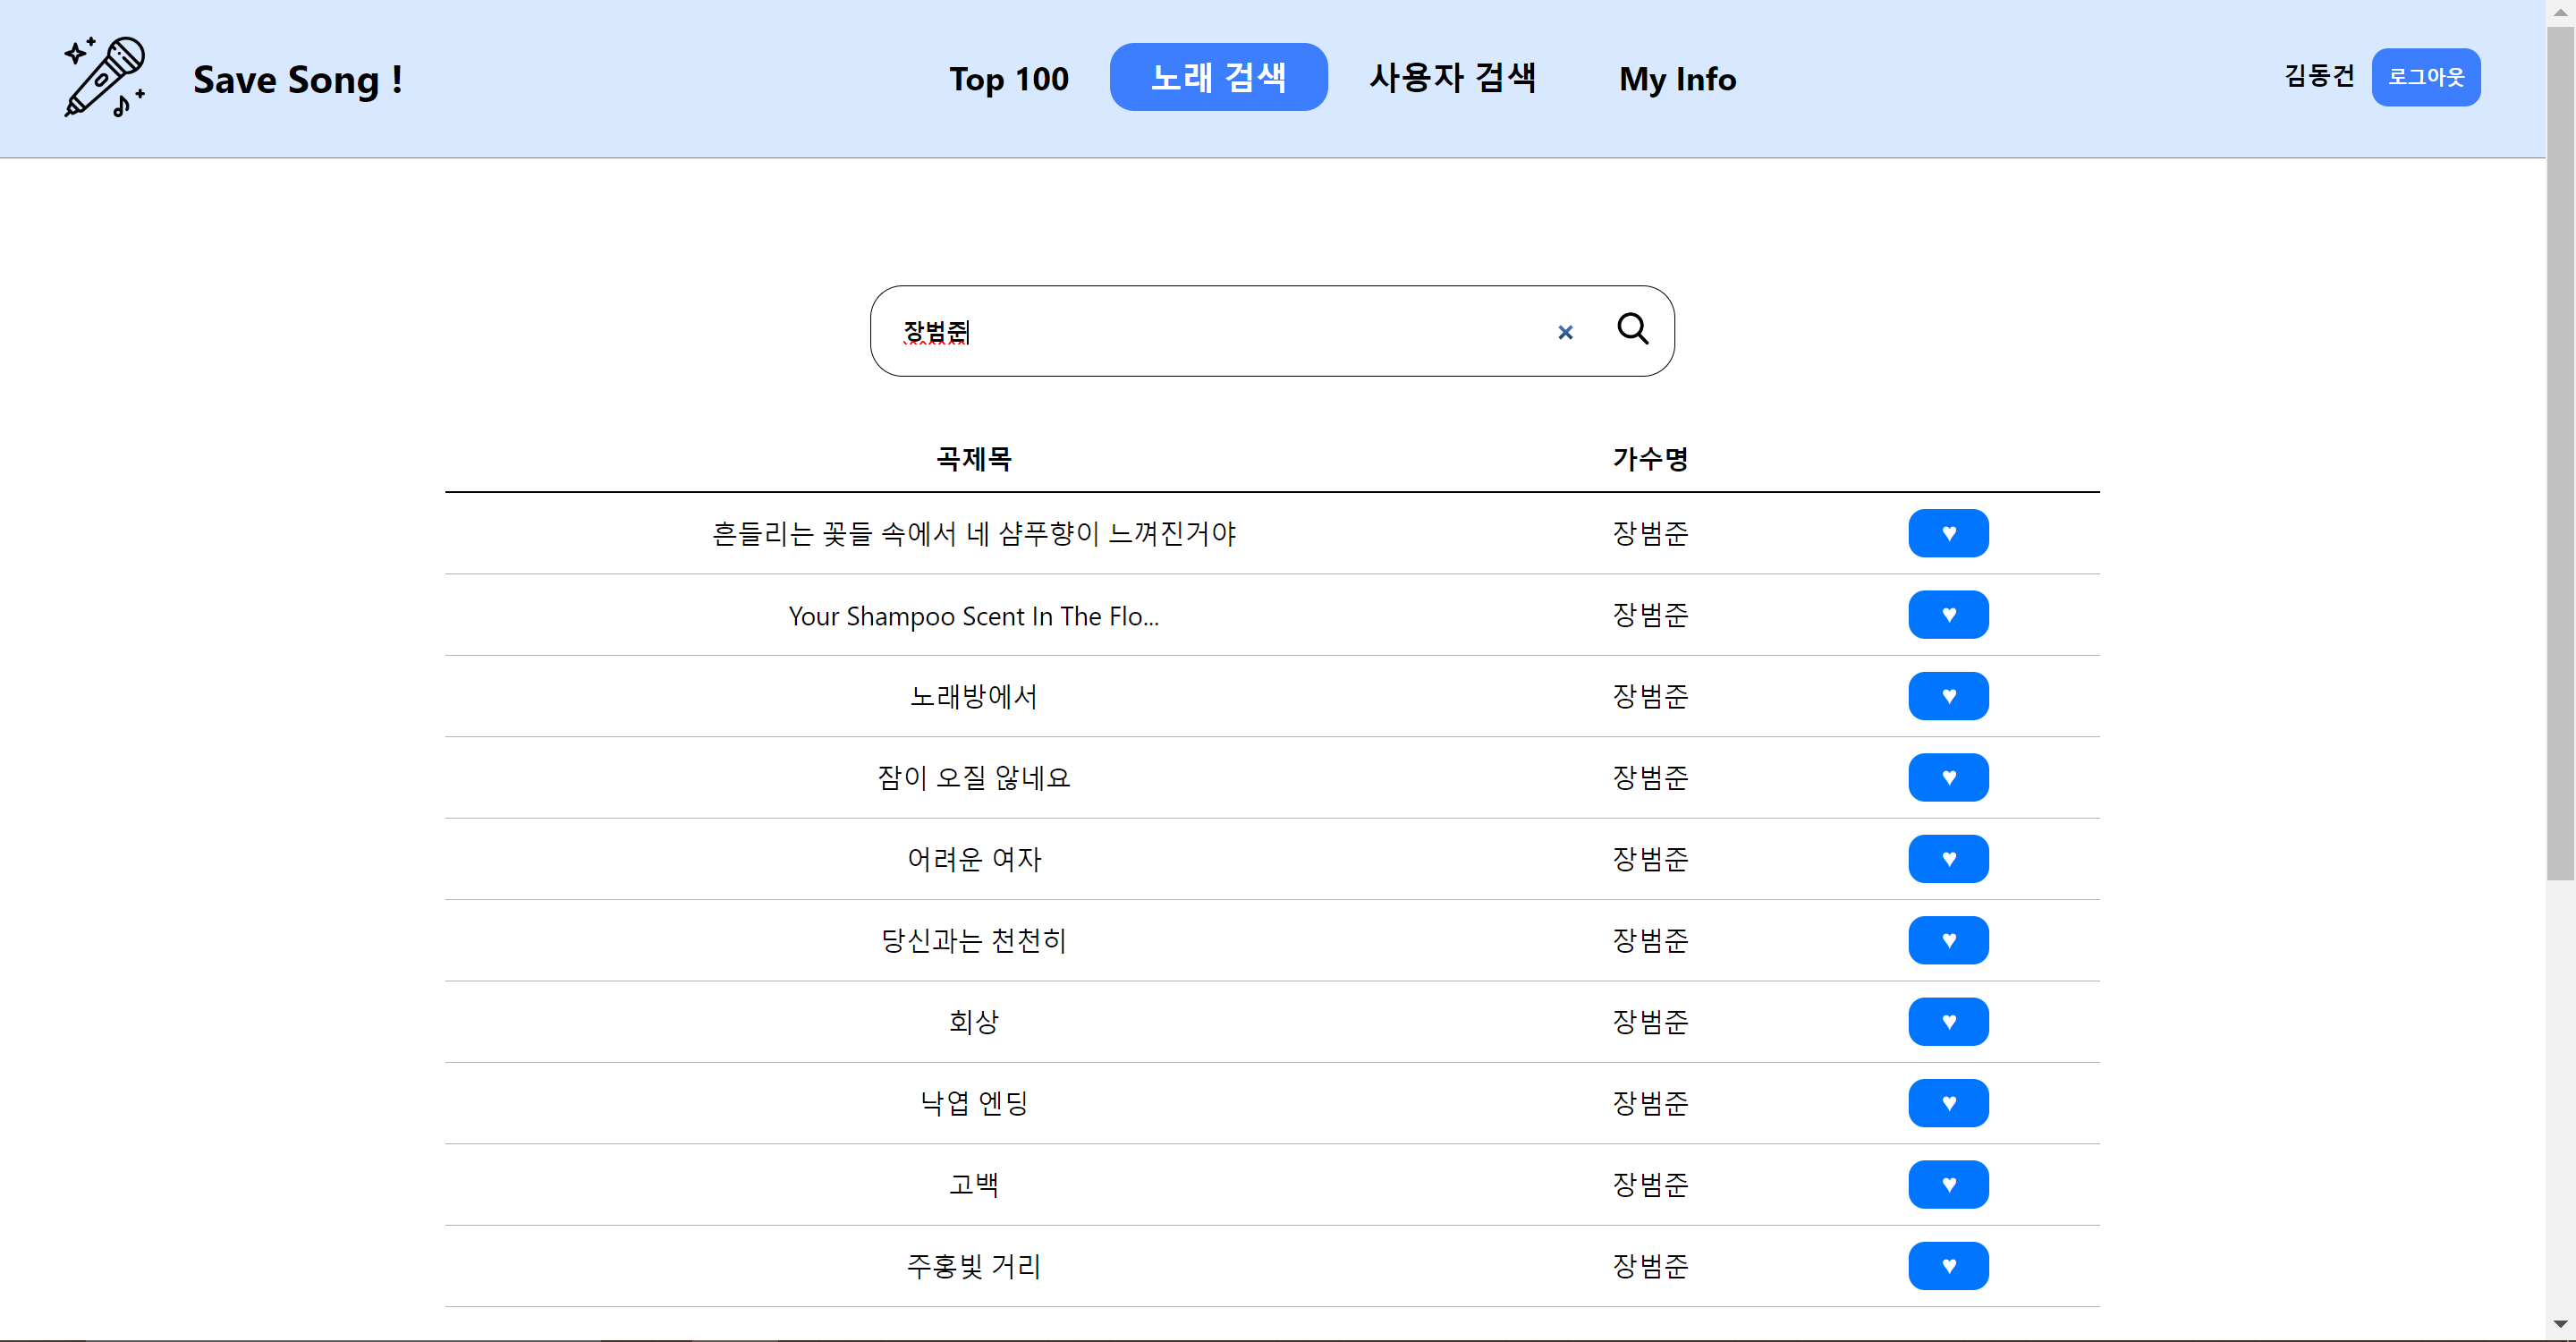 Save Song !
Top 100 노래 검색 사용자 검색 My Info
김동건 로그아웃
장범준 ×
곡제목 가수명
흔들리는 꽃들 속에서 네 샴푸향이 느껴진거야 장범준 ♥
Your Shampoo Scent In The Flo... 장범준 ♥
노래방에서 장범준 ♥
잠이 오질 않네요 장범준 ♥
어려운 여자 장범준 ♥
당신과는 천천히 장범준 ♥
회상 장범준 ♥
낙엽 엔딩 장범준 ♥
고백 장범준 ♥
주홍빛 거리 장범준 ♥